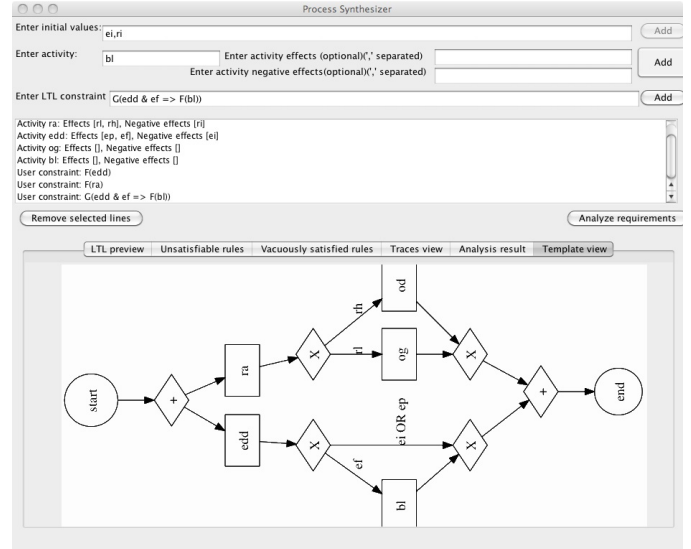 Process Synthesizer
Enter initial values: ei,ri Add
Enter activity: bl Enter activity effects (optional)(',' separated) Add
Enter activity negative effects(optional)(',' separated)
Enter LTL constraint G(edd & ef => F(bl)) Add
Activity ra: Effects [rl, rh], Negative effects [ri]
Activity edd: Effects [ep, ef], Negative effects [ei]
Activity og: Effects [], Negative effects []
Activity bl: Effects [], Negative effects []
User constraint: F(edd)
User constraint: F(ra)
User constraint: G(edd & ef => F(bl))
Remove selected lines Analyze requirements
LTL preview Unsatisfiable rules Vacuously satisfied rules Traces view Analysis result Template view
start
+
ra
edd
X
X
rh
rl
ei OR ep
ef
od
og
bl
X
X
+
end